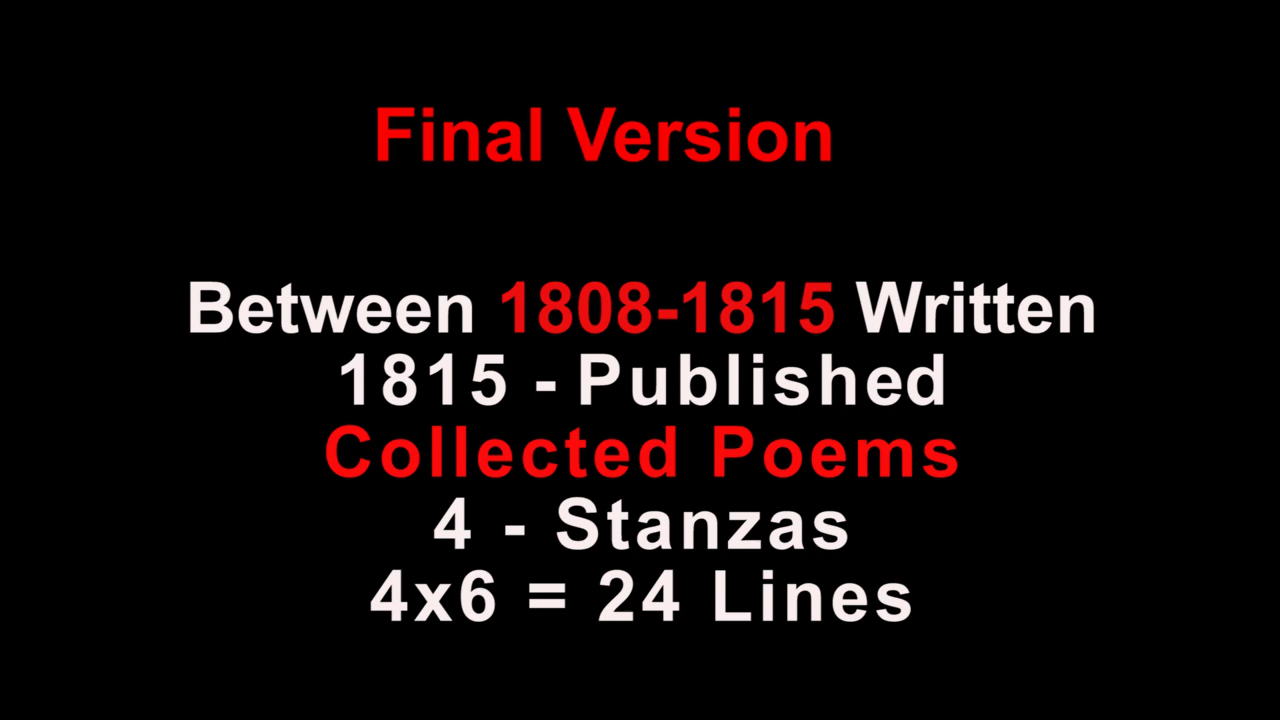 Final Version
Between 1808-1815 Written
1815 - Published
Collected Poems
4 - Stanzas
4x6 = 24 Lines